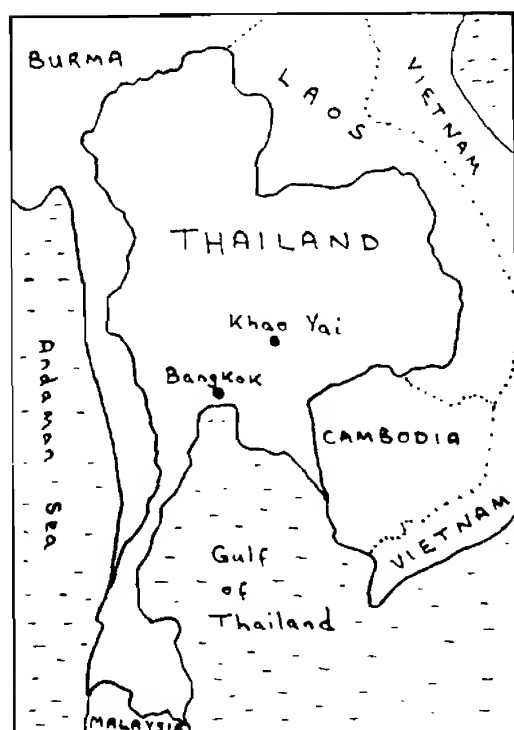 BURMA
LAOS
VIETNAM
THAILAND
Khao Yai
Bangkok
Andaman Sea
CAMBODIA
VIETNAM
Gulf
of
Thailand
MALAYSIA